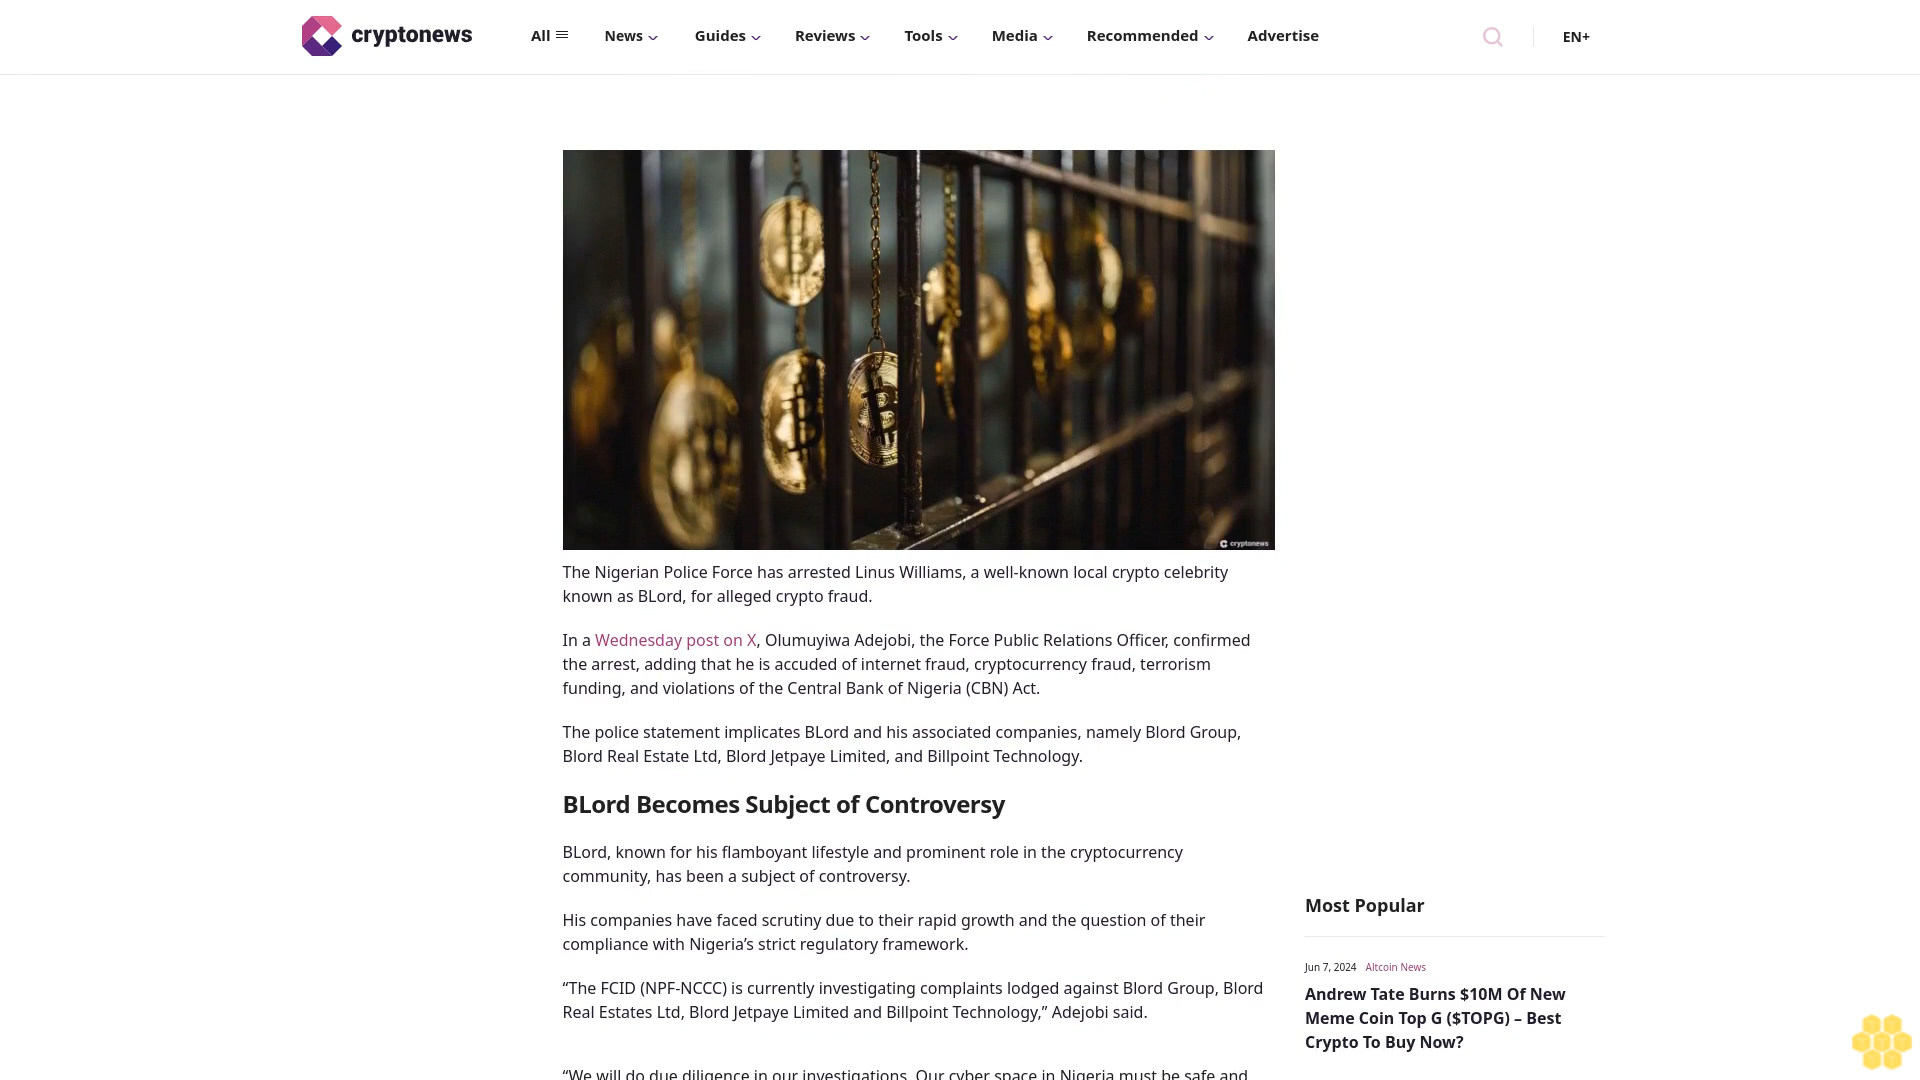 cryptonews
All
News
Guides
Reviews
Tools
Media
Recommended
Advertise
EN+
cryptonews
The Nigerian Police Force has arrested Linus Williams, a well-known local crypto celebrity
known as BLord, for alleged crypto fraud.
In a Wednesday post on X, Olumuyiwa Adejobi, the Force Public Relations Officer, confirmed
the arrest, adding that he is accuded of internet fraud, cryptocurrency fraud, terrorism
funding, and violations of the Central Bank of Nigeria (CBN) Act.
The police statement implicates BLord and his associated companies, namely Blord Group,
Blord Real Estate Ltd, Blord Jetpaye Limited, and Billpoint Technology.
BLord Becomes Subject of Controversy
BLord, known for his flamboyant lifestyle and prominent role in the cryptocurrency
community, has been a subject of controversy.
His companies have faced scrutiny due to their rapid growth and the question of their
compliance with Nigeria’s strict regulatory framework.
“The FCID (NPF-NCCC) is currently investigating complaints lodged against Blord Group, Blord
Real Estates Ltd, Blord Jetpaye Limited and Billpoint Technology,” Adejobi said.
“We will do due diligence in our investigations. Our cyber space in Nigeria must be safe and
Most Popular
Jun 7, 2024 Altcoin News
Andrew Tate Burns $10M Of New
Meme Coin Top G ($TOPG) – Best
Crypto To Buy Now?